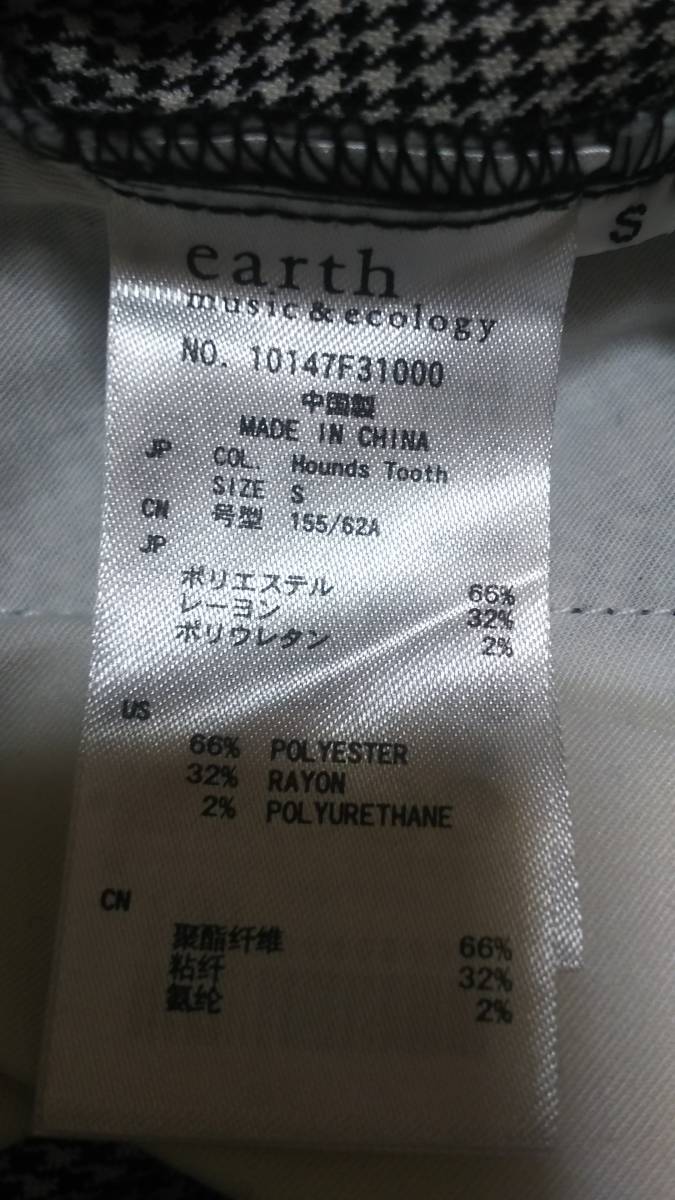 S
earth
music & ecology
NO. 10147F31000
中国製
MADE IN CHINA
JP COL. Hounds Tooth
SIZE S
CN 号型 155/62A
JP
ポリエステル 66%
レーヨン 32%
ポリウレタン 2%
US
66% POLYESTER
32% RAYON
2% POLYURETHANE
CN
聚酯纤维 66%
粘纤 32%
氨纶 2%